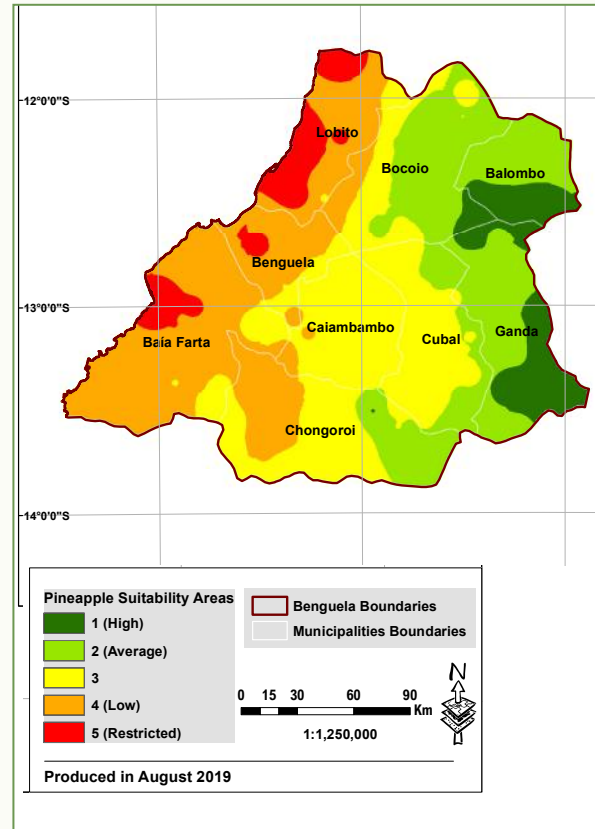 12°0'0"S
Lobito
Bocoio
Balombo
Benguela
13°0'0"S
Caiambambo
Cubal
Ganda
Baía Farta
Chongoroi
14°0'0"S
Pineapple Suitability Areas
1 (High)
2 (Average)
3
4 (Low)
5 (Restricted)
Benguela Boundaries
Municipalities Boundaries
0 15 30 60 90
Km
1:1,250,000
N
Produced in August 2019